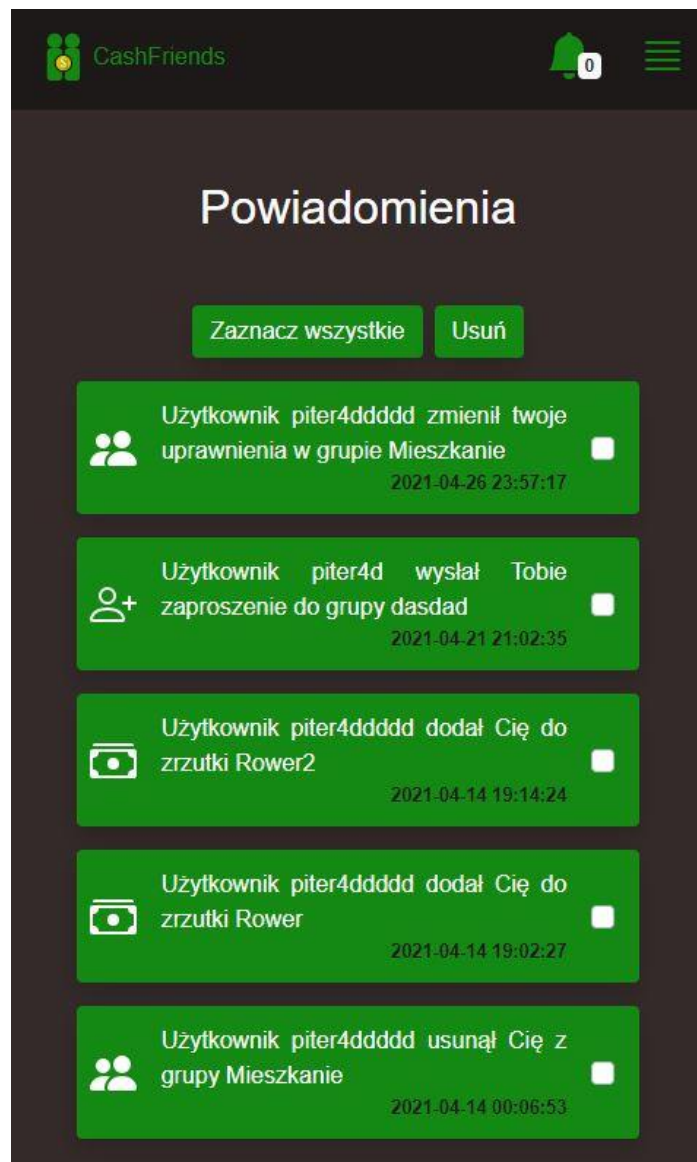 CashFriends
0
Powiadomienia
Zaznacz wszystkie
Usuń
Użytkownik piter4ddddd zmienił twoje
uprawnienia w grupie Mieszkanie
2021-04-26 23:57:17
Użytkownik piter4d wysłał Tobie
zaproszenie do grupy dasdad
2021-04-21 21:02:35
Użytkownik piter4ddddd dodał Cię do
zrzutki Rower2
2021-04-14 19:14:24
Użytkownik piter4ddddd dodał Cię do
zrzutki Rower
2021-04-14 19:02:27
Użytkownik piter4ddddd usunął Cię z
grupy Mieszkanie
2021-04-14 00:06:53